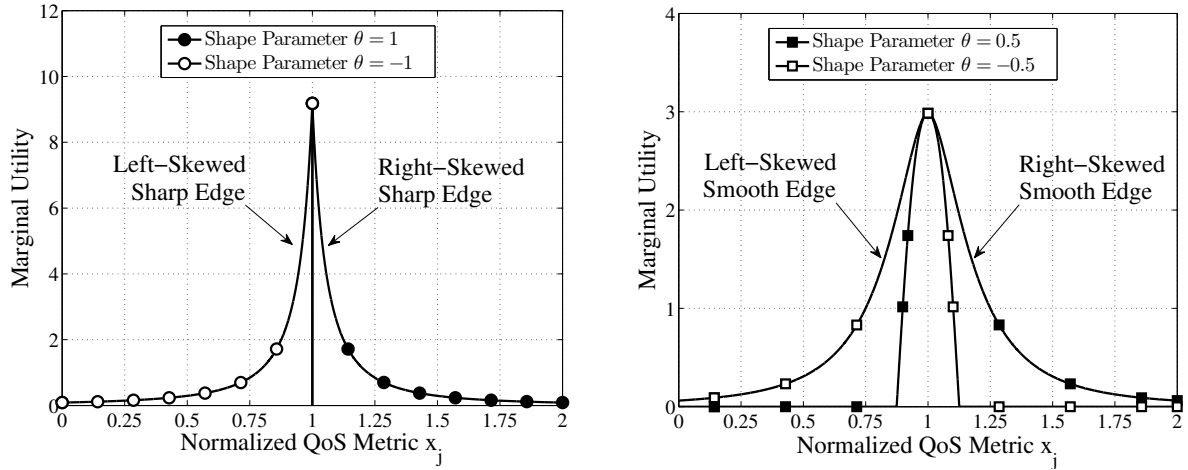 12
10
8
6
4
2
0
Marginal Utility
Shape Parameter θ = 1
Shape Parameter θ = −1
Left−Skewed
Sharp Edge
Right−Skewed
Sharp Edge
0 0.25 0.5 0.75 1 1.25 1.5 1.75 2
Normalized QoS Metric x_j
4
3
2
1
0
Marginal Utility
Shape Parameter θ = 0.5
Shape Parameter θ = −0.5
Left−Skewed
Smooth Edge
Right−Skewed
Smooth Edge
0 0.25 0.5 0.75 1 1.25 1.5 1.75 2
Normalized QoS Metric x_j